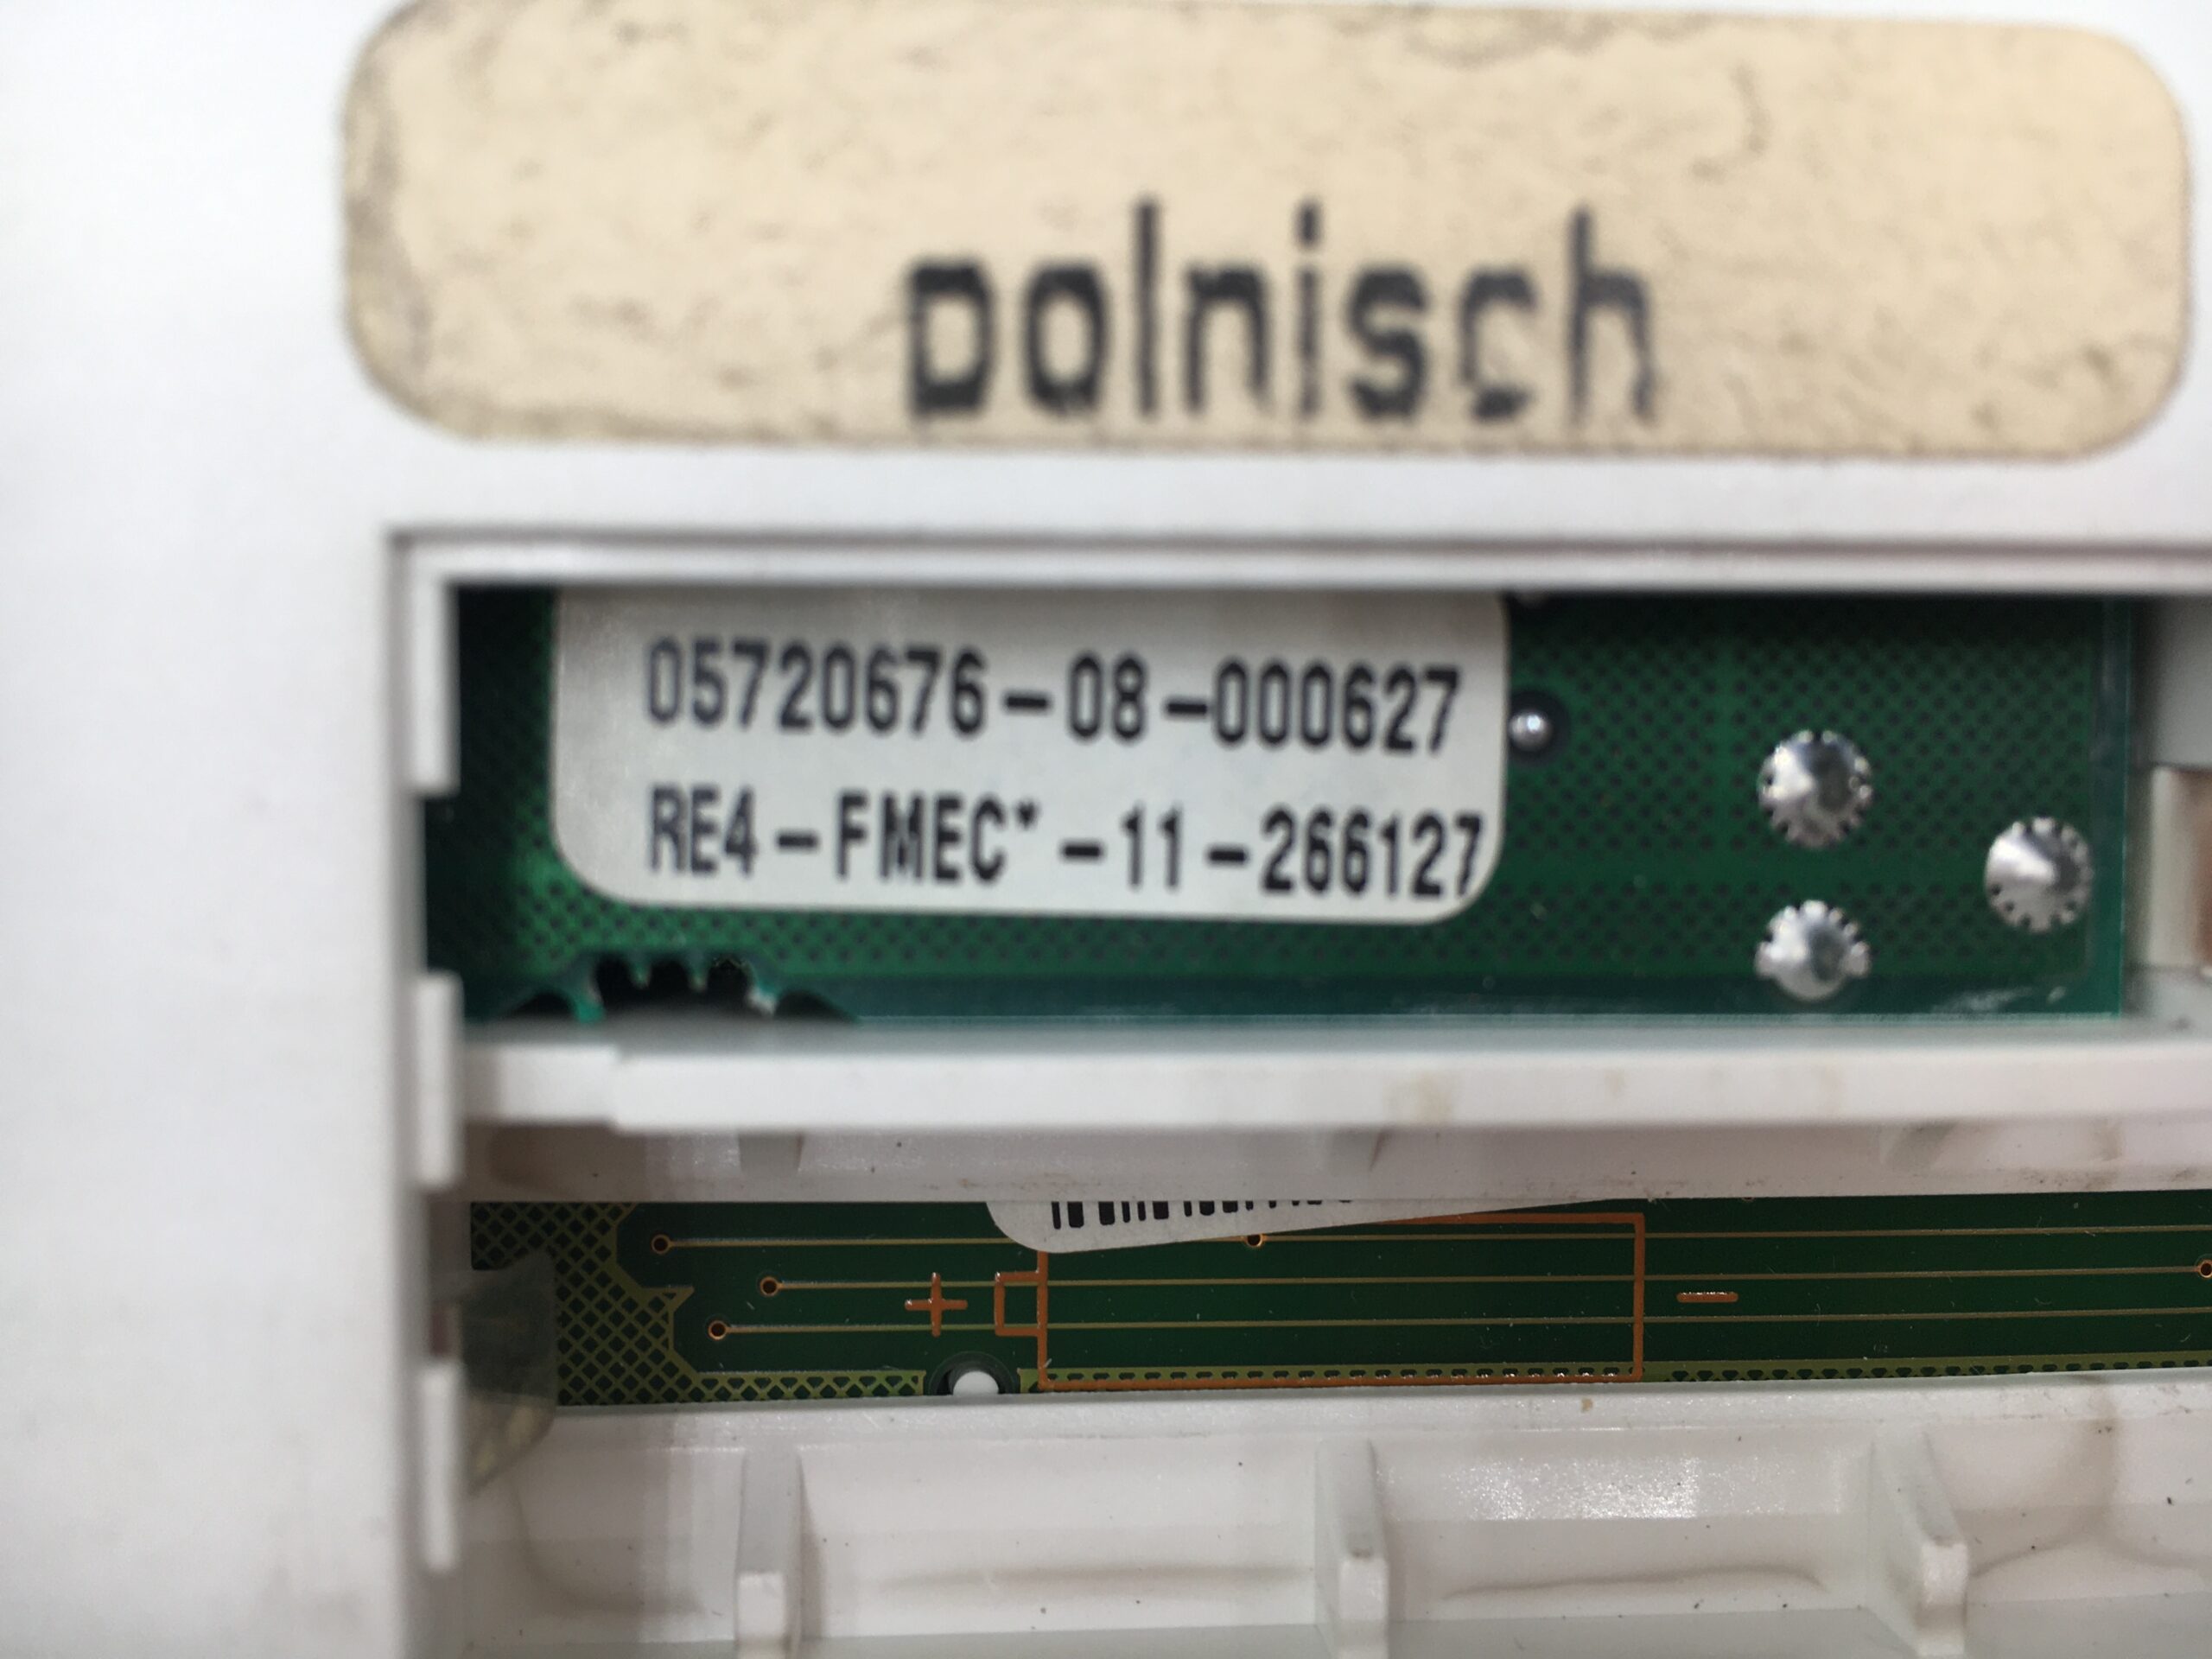 polnisch
05720676-08-000627
RE4-FMEC*-11-266127
+ -